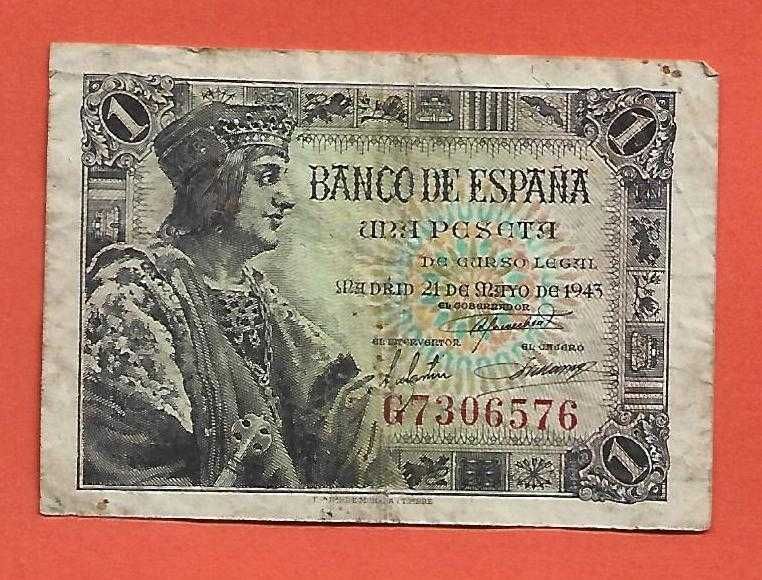 1
1
BANCO DE ESPAÑA
UNA PESETA
DE CURSO LEGAL
MADRID 21 DE MAYO DE 1943
EL GOBERNADOR
EL INTERVENTOR
EL CAJERO
G7306576
1